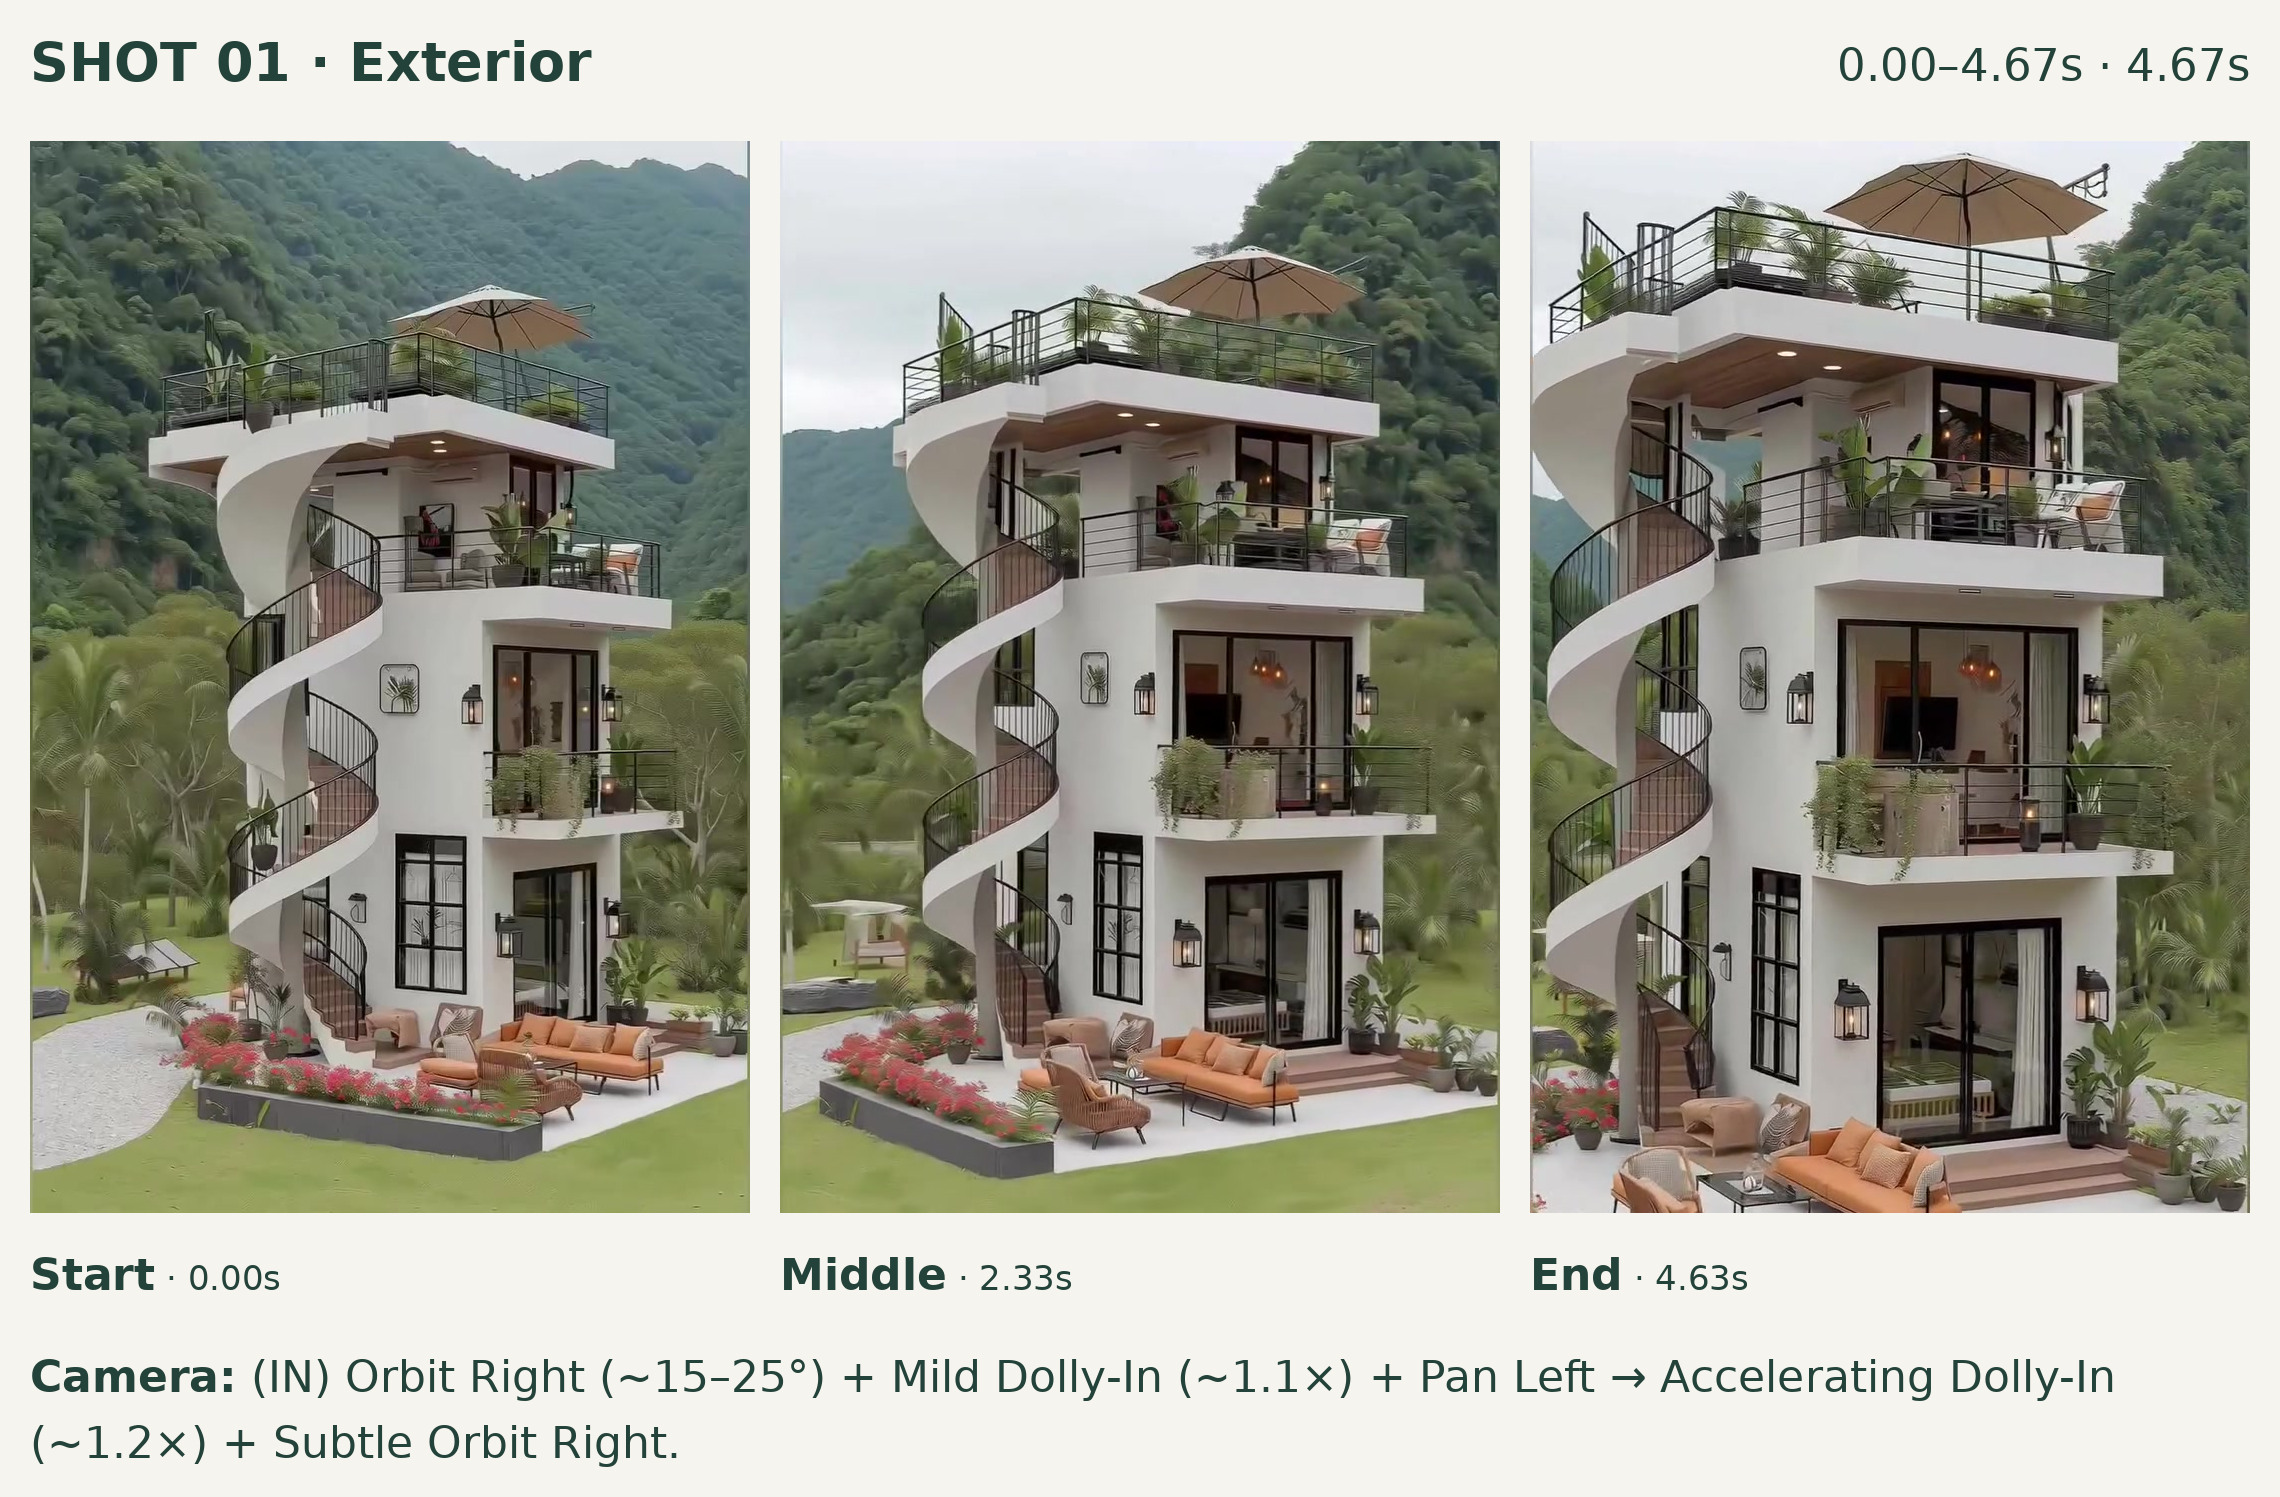 SHOT 01 · Exterior
0.00–4.67s · 4.67s
Start · 0.00s
Middle · 2.33s
End · 4.63s
Camera: (IN) Orbit Right (~15–25°) + Mild Dolly-In (~1.1×) + Pan Left → Accelerating Dolly-In
(~1.2×) + Subtle Orbit Right.